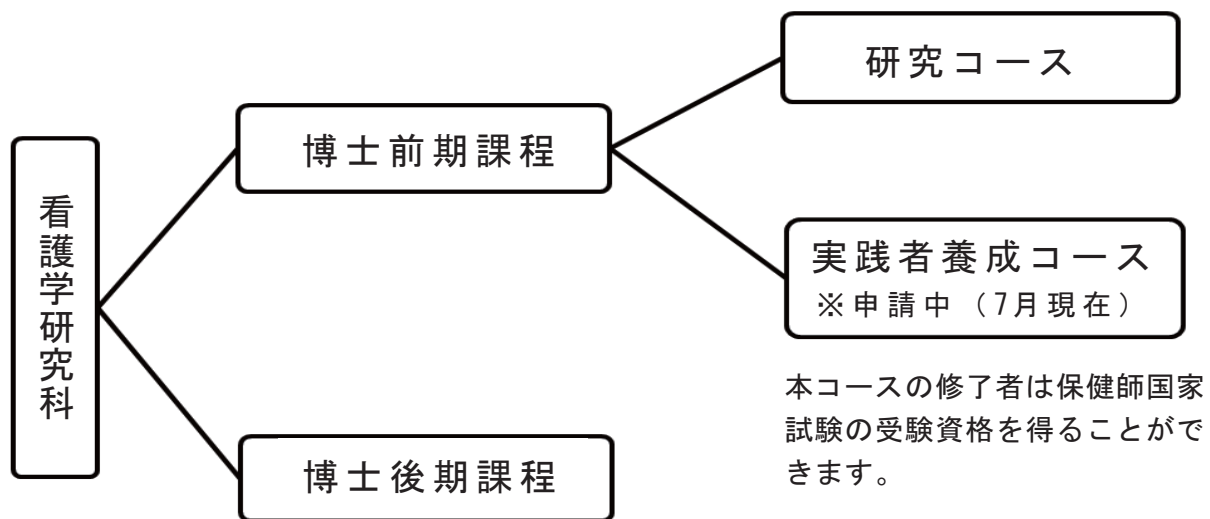 看護学研究科
博士前期課程
博士後期課程
研究コース
実践者養成コース
※申請中（7月現在）
本コースの修了者は保健師国家
試験の受験資格を得ることがで
きます。